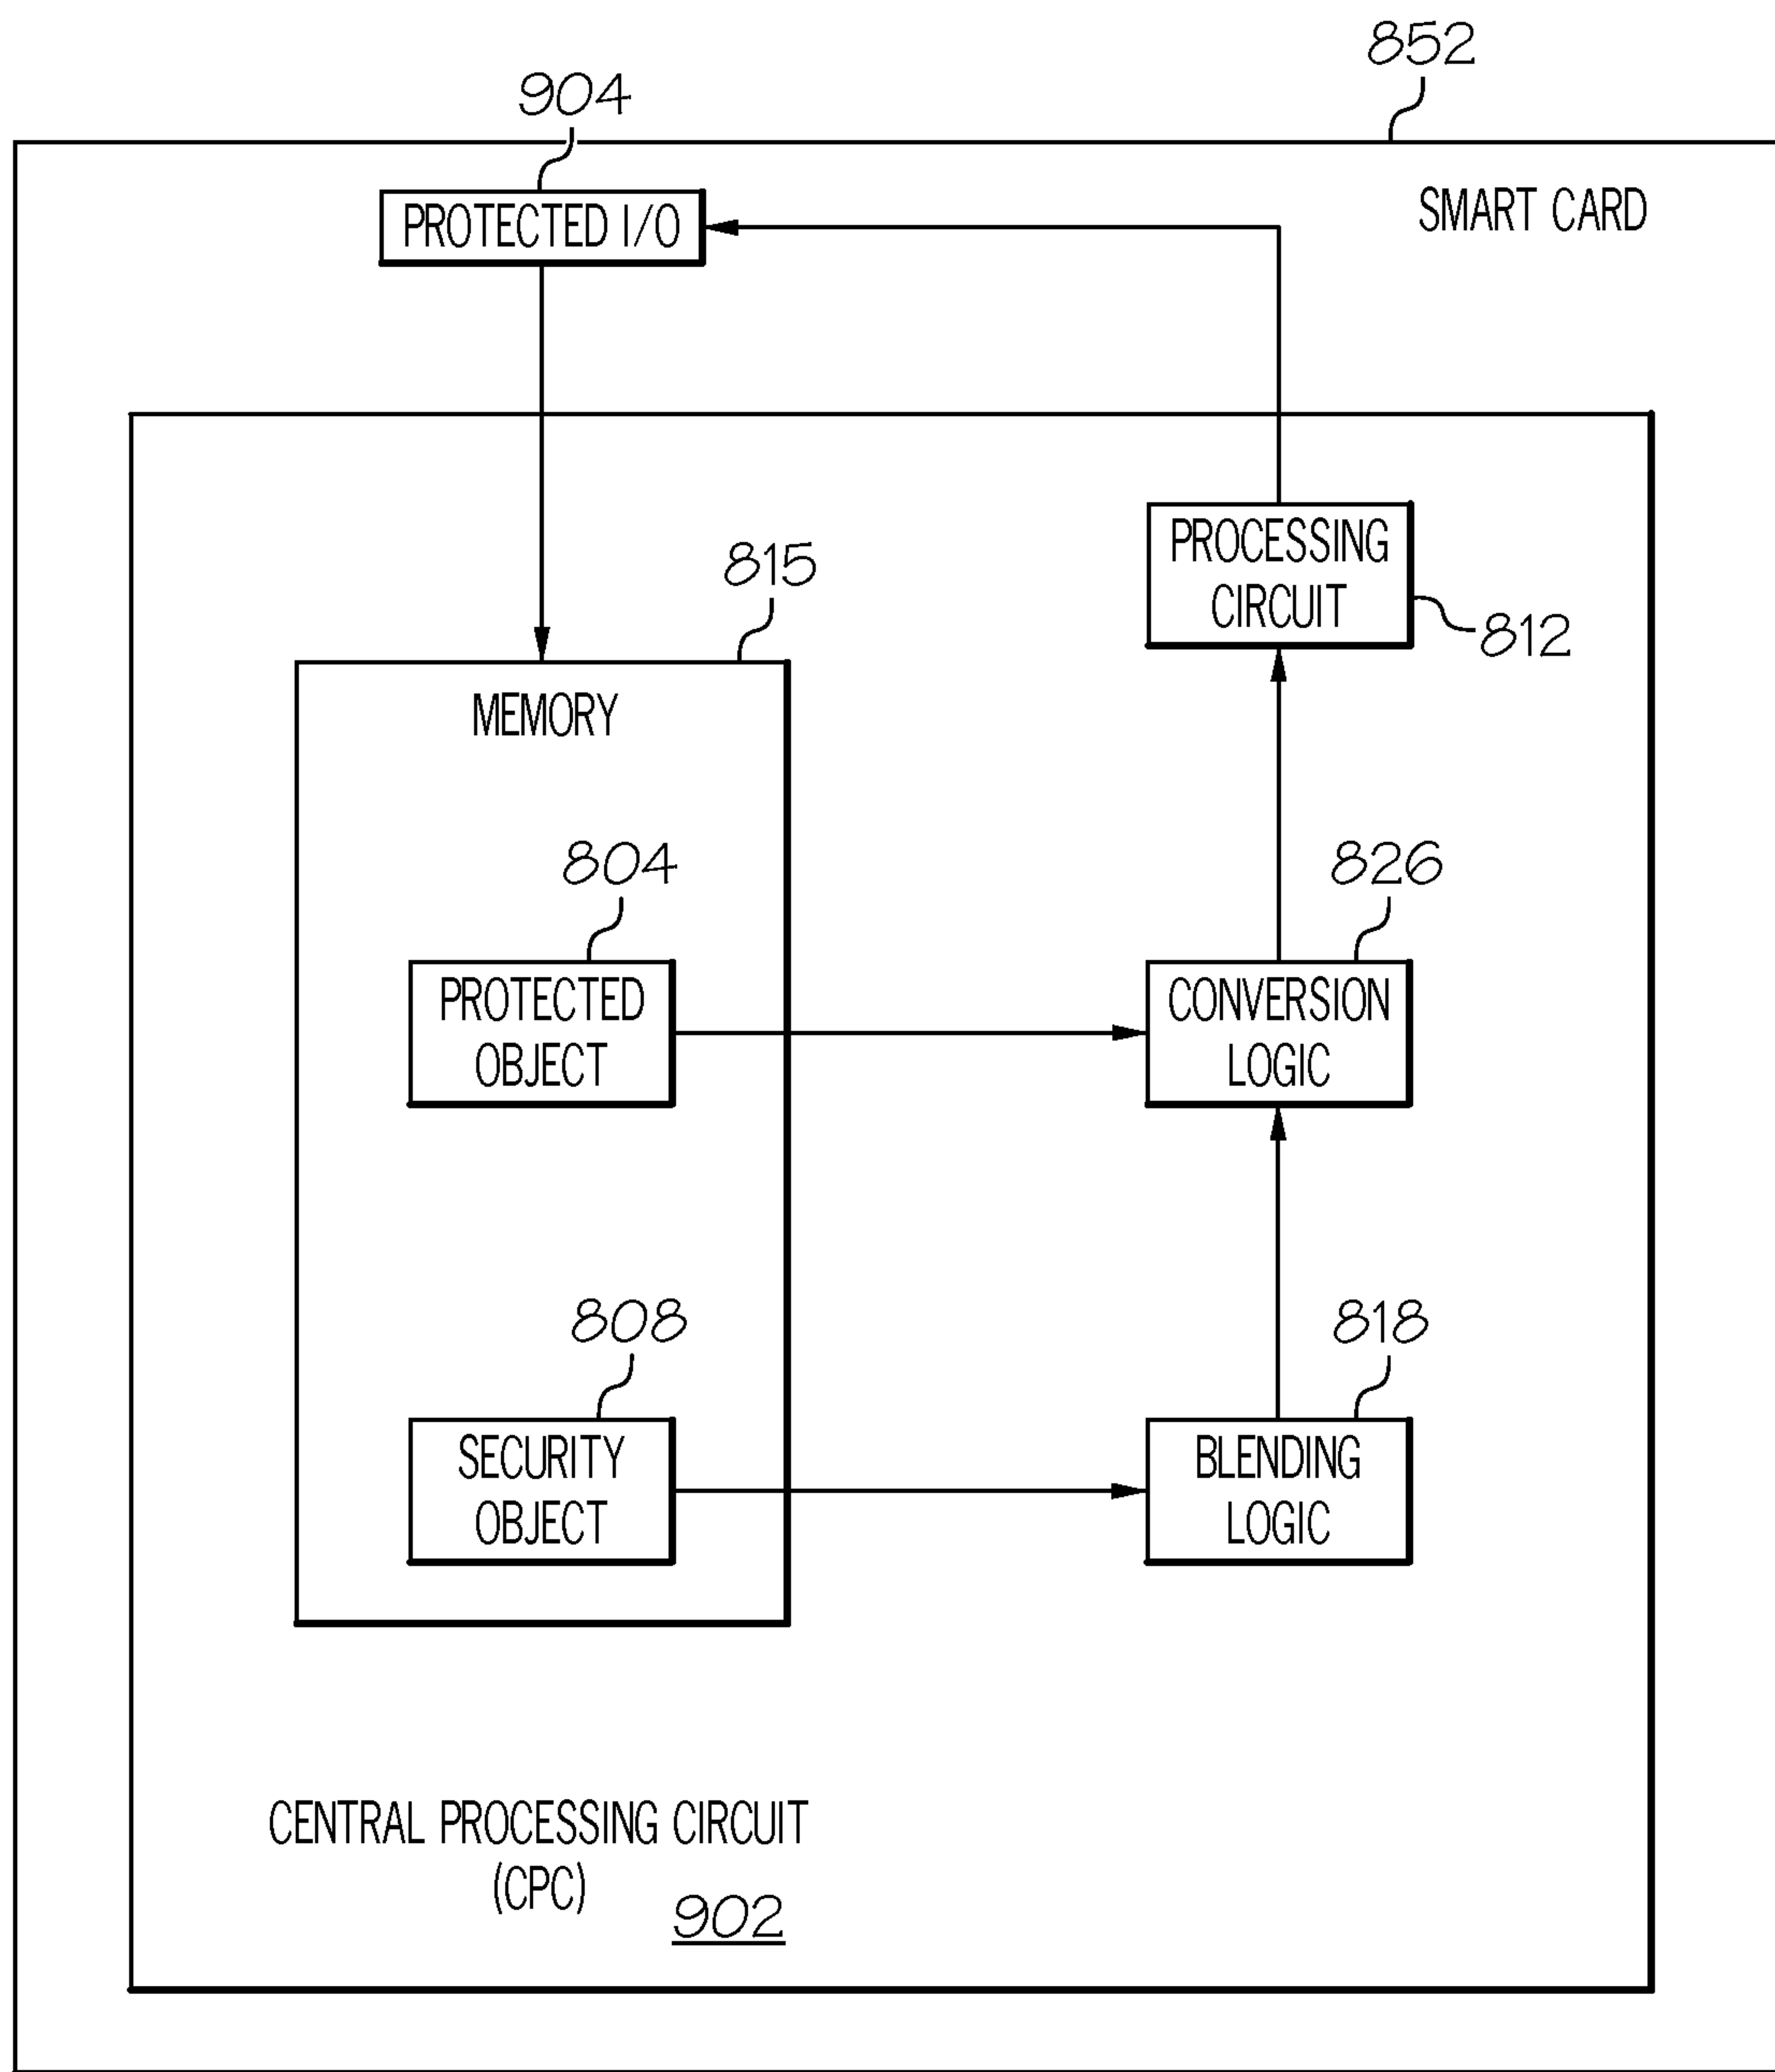 852
904
SMART CARD
PROTECTED I/O
PROCESSING
CIRCUIT
815
812
MEMORY
804
826
PROTECTED
OBJECT
CONVERSION
LOGIC
808
818
SECURITY
OBJECT
BLENDING
LOGIC
CENTRAL PROCESSING CIRCUIT
(CPC)
902